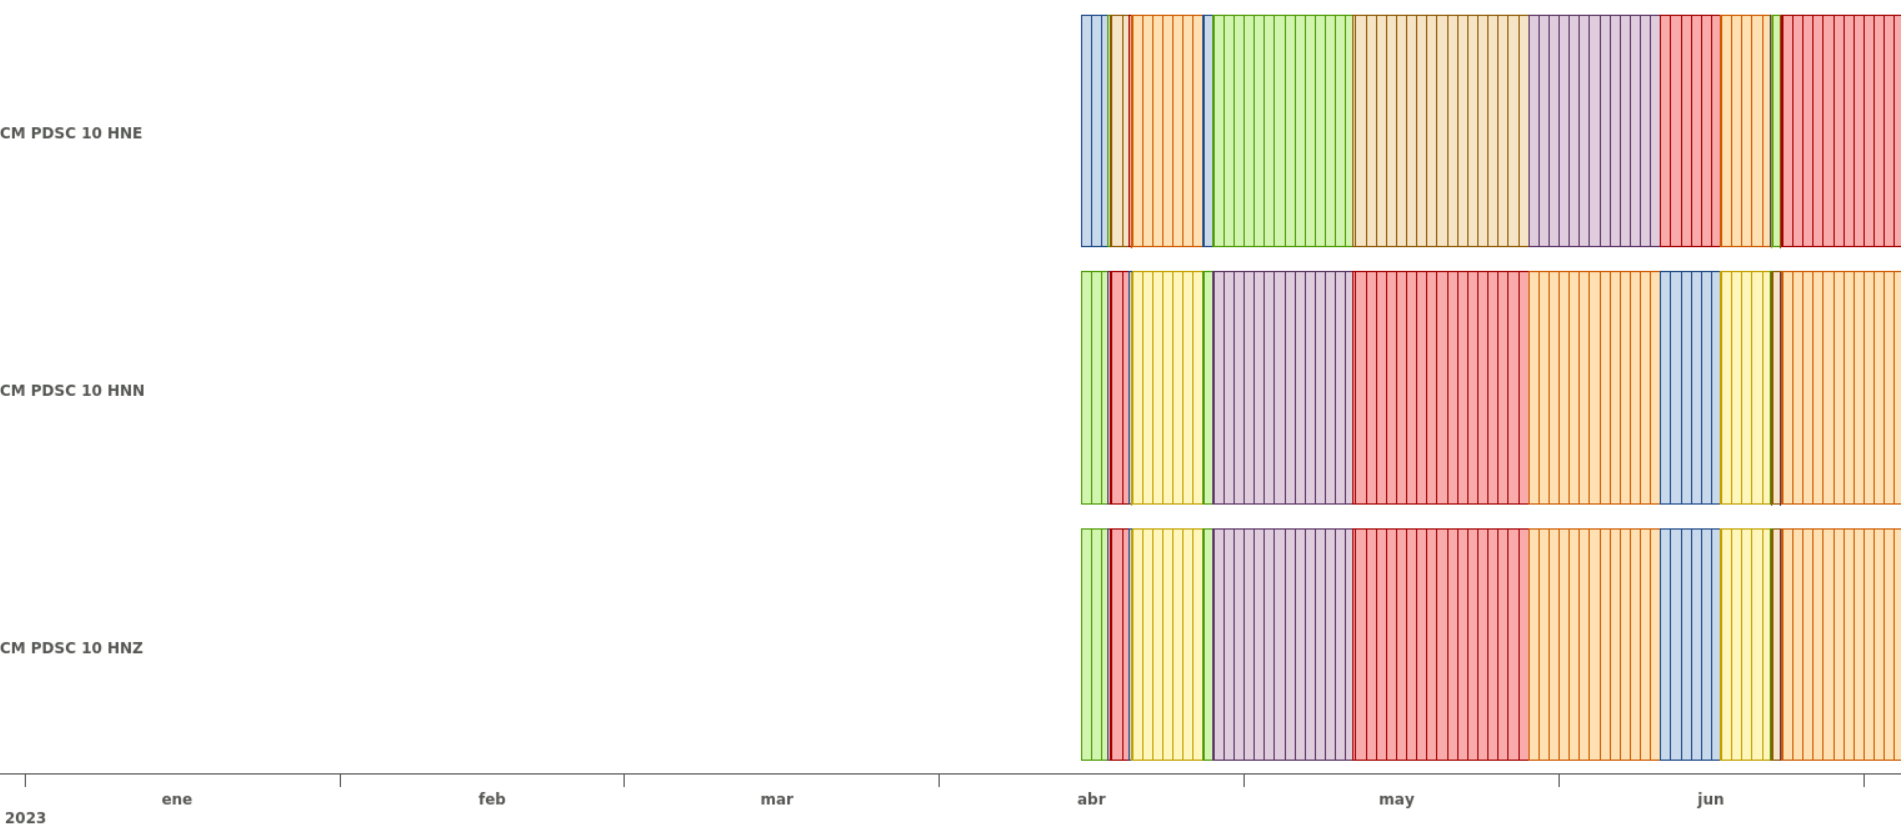 CM PDSC 10 HNE
CM PDSC 10 HNN
CM PDSC 10 HNZ
ene feb mar abr may jun
2023